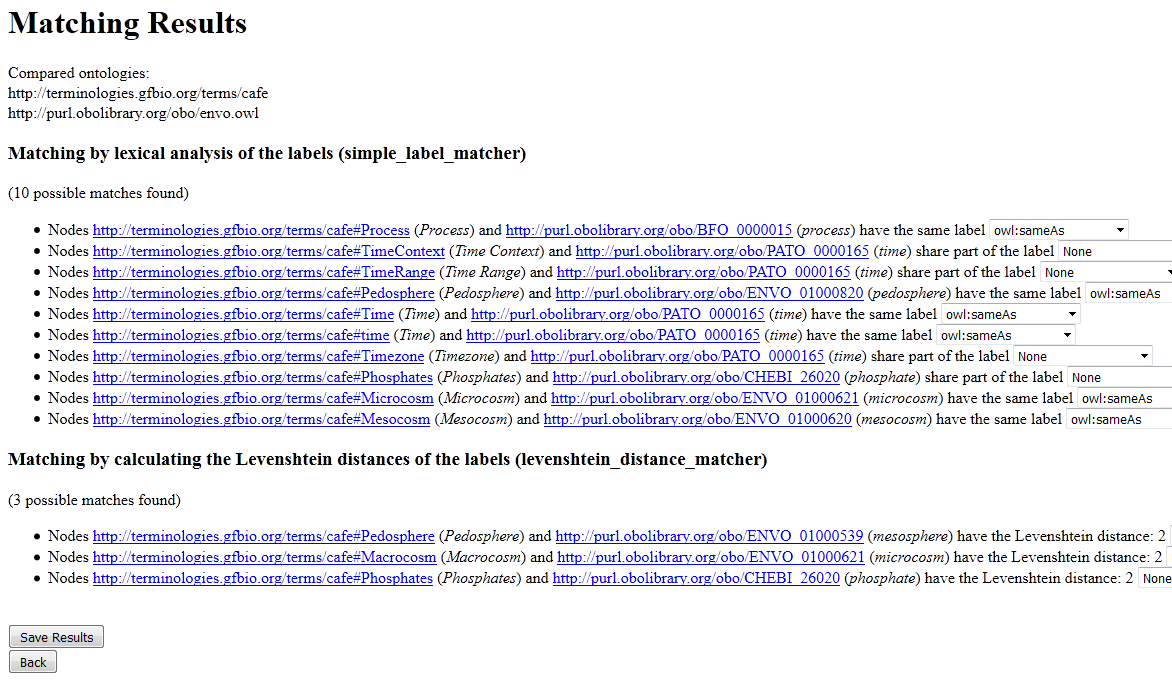 Matching Results
Compared ontologies:
http://terminologies.gfbio.org/terms/cafe
http://purl.obolibrary.org/obo/envo.owl
Matching by lexical analysis of the labels (simple_label_matcher)
(10 possible matches found)
• Nodes http://terminologies.gfbio.org/terms/cafe#Process (Process) and http://purl.obolibrary.org/obo/BFO_0000015 (process) have the same label owl:sameAs
• Nodes http://terminologies.gfbio.org/terms/cafe#TimeContext (Time Context) and http://purl.obolibrary.org/obo/PATO_0000165 (time) share part of the label None
• Nodes http://terminologies.gfbio.org/terms/cafe#TimeRange (Time Range) and http://purl.obolibrary.org/obo/PATO_0000165 (time) share part of the label None
• Nodes http://terminologies.gfbio.org/terms/cafe#Pedosphere (Pedosphere) and http://purl.obolibrary.org/obo/ENVO_01000820 (pedosphere) have the same label owl:sameAs
• Nodes http://terminologies.gfbio.org/terms/cafe#Time (Time) and http://purl.obolibrary.org/obo/PATO_0000165 (time) have the same label owl:sameAs
• Nodes http://terminologies.gfbio.org/terms/cafe#time (Time) and http://purl.obolibrary.org/obo/PATO_0000165 (time) have the same label owl:sameAs
• Nodes http://terminologies.gfbio.org/terms/cafe#Timezone (Timezone) and http://purl.obolibrary.org/obo/PATO_0000165 (time) share part of the label None
• Nodes http://terminologies.gfbio.org/terms/cafe#Phosphates (Phosphates) and http://purl.obolibrary.org/obo/CHEBI_26020 (phosphate) share part of the label None
• Nodes http://terminologies.gfbio.org/terms/cafe#Microcosm (Microcosm) and http://purl.obolibrary.org/obo/ENVO_01000621 (microcosm) have the same label owl:sameAs
• Nodes http://terminologies.gfbio.org/terms/cafe#Mesocosm (Mesocosm) and http://purl.obolibrary.org/obo/ENVO_01000620 (mesocosm) have the same label owl:sameAs
Matching by calculating the Levenshtein distances of the labels (levenshtein_distance_matcher)
(3 possible matches found)
• Nodes http://terminologies.gfbio.org/terms/cafe#Pedosphere (Pedosphere) and http://purl.obolibrary.org/obo/ENVO_01000539 (mesosphere) have the Levenshtein distance: 2
• Nodes http://terminologies.gfbio.org/terms/cafe#Macrocosm (Macrocosm) and http://purl.obolibrary.org/obo/ENVO_01000621 (microcosm) have the Levenshtein distance: 2
• Nodes http://terminologies.gfbio.org/terms/cafe#Phosphates (Phosphates) and http://purl.obolibrary.org/obo/CHEBI_26020 (phosphate) have the Levenshtein distance: 2 None
Save Results
Back